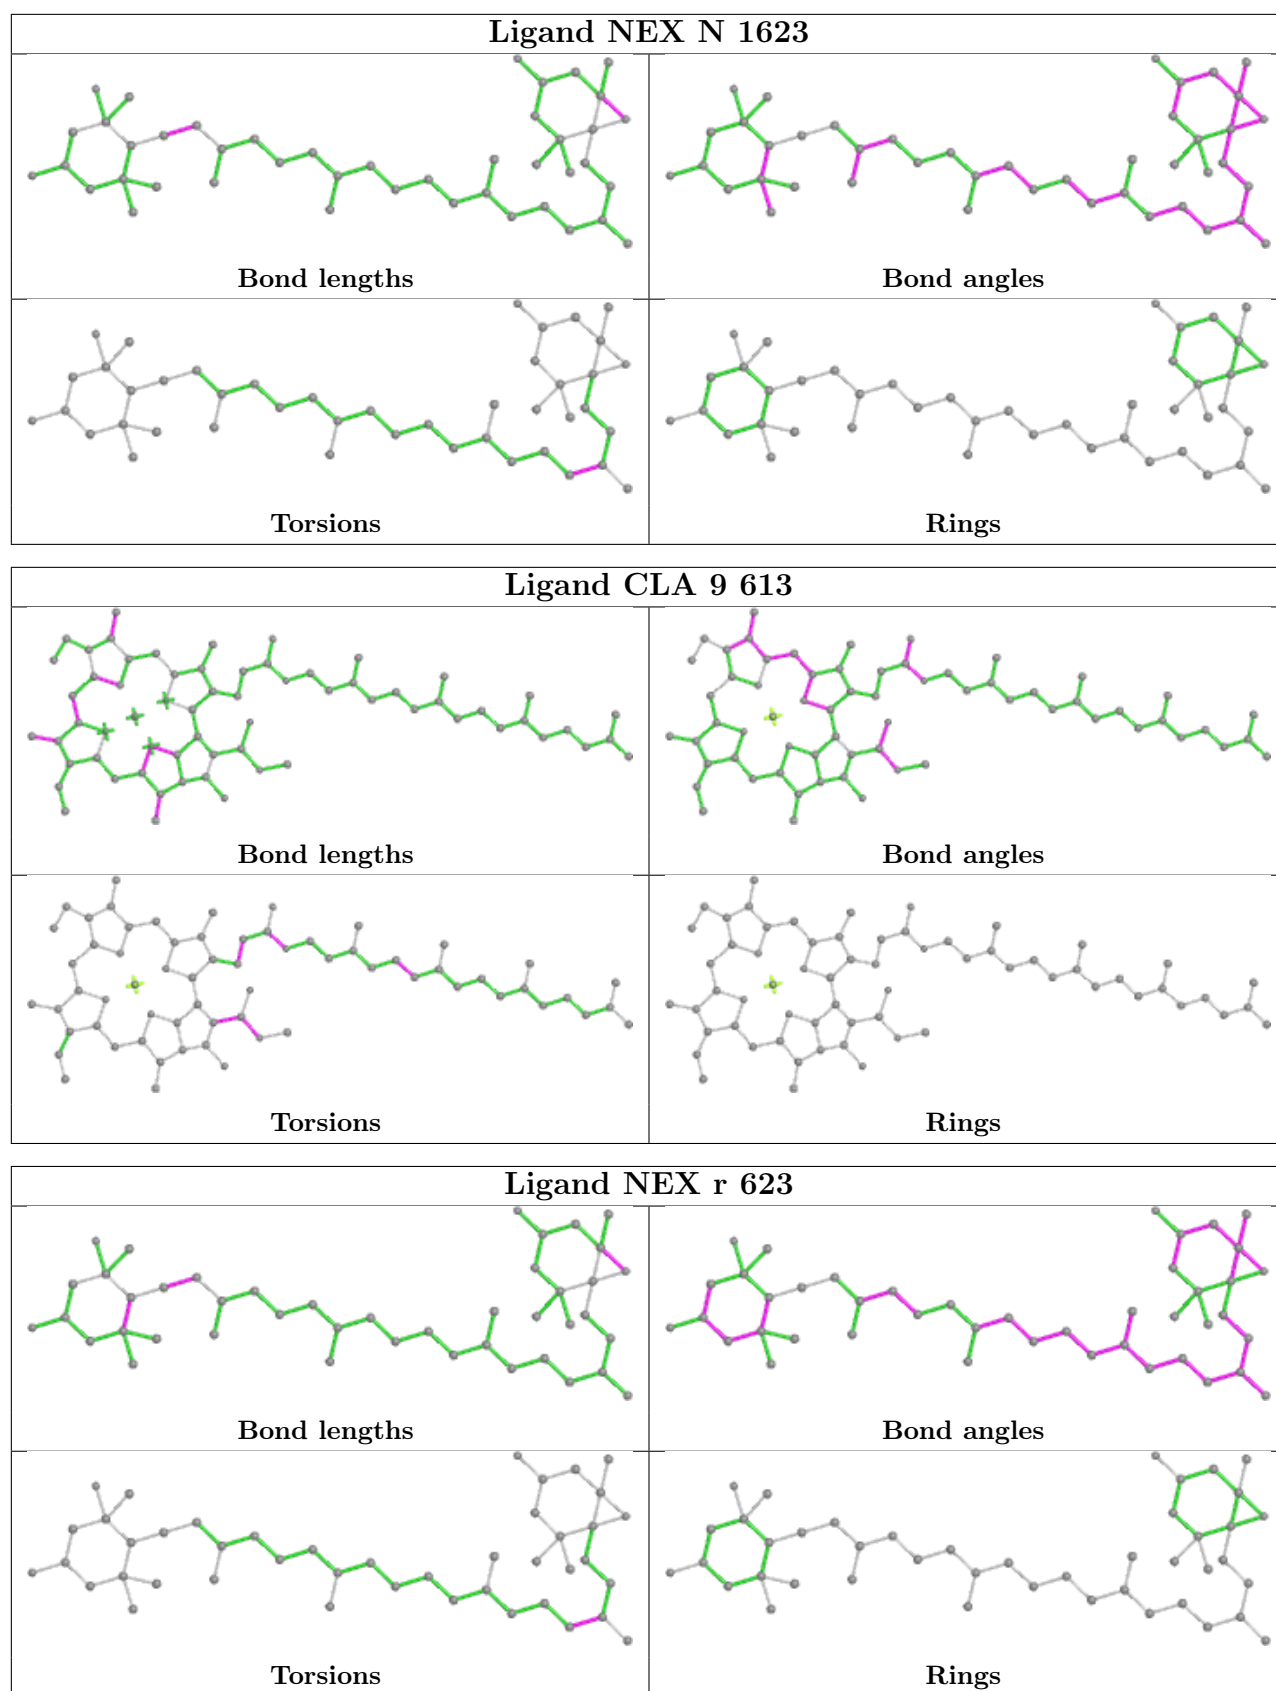 Ligand NEX N 1623
Bond lengths
Bond angles
Torsions
Rings
Ligand CLA 9 613
Bond lengths
Bond angles
Torsions
Rings
Ligand NEX r 623
Bond lengths
Bond angles
Torsions
Rings